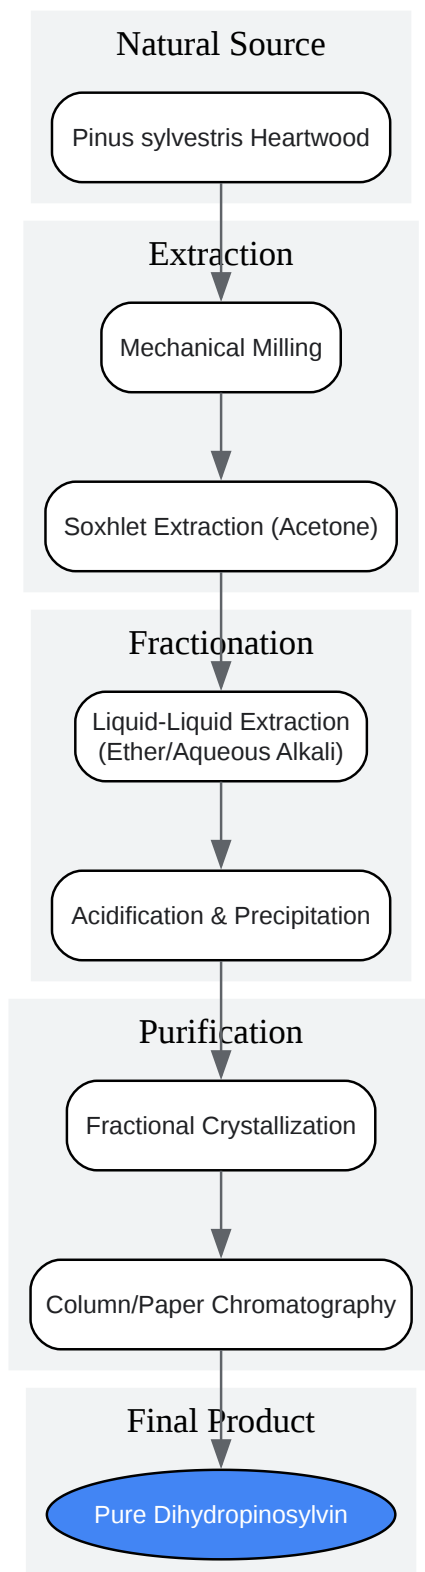 Natural Source
Pinus sylvestris Heartwood
Extraction
Mechanical Milling
Soxhlet Extraction (Acetone)
Fractionation
Liquid-Liquid Extraction
(Ether/Aqueous Alkali)
Acidification & Precipitation
Purification
Fractional Crystallization
Column/Paper Chromatography
Final Product
Pure Dihydropinosylvin